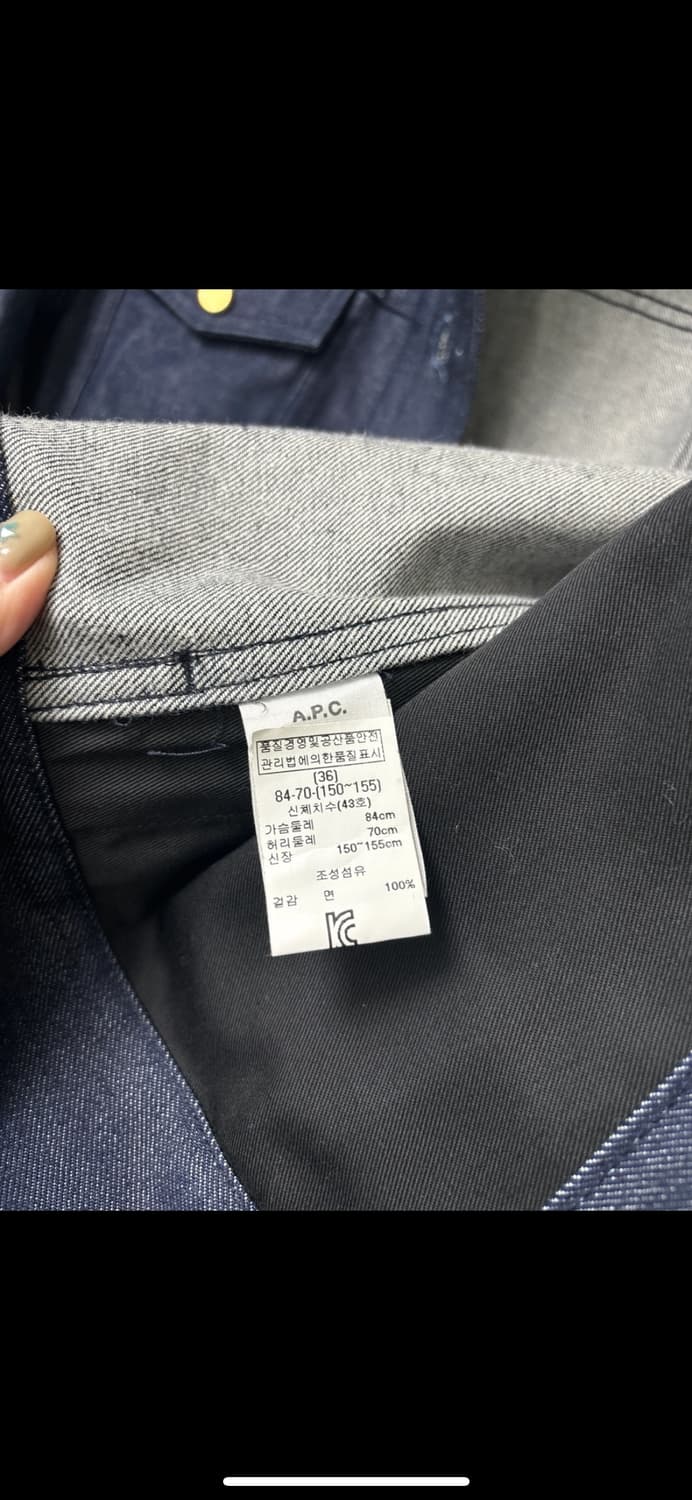 A.P.C.
품질경영및공산품안전
관리법에의한품질표시
(36)
84-70-(150~155)
신체치수(43호)
가슴둘레 84cm
허리둘레 70cm
신장 150~155cm
조성섬유
겉감 면 100%